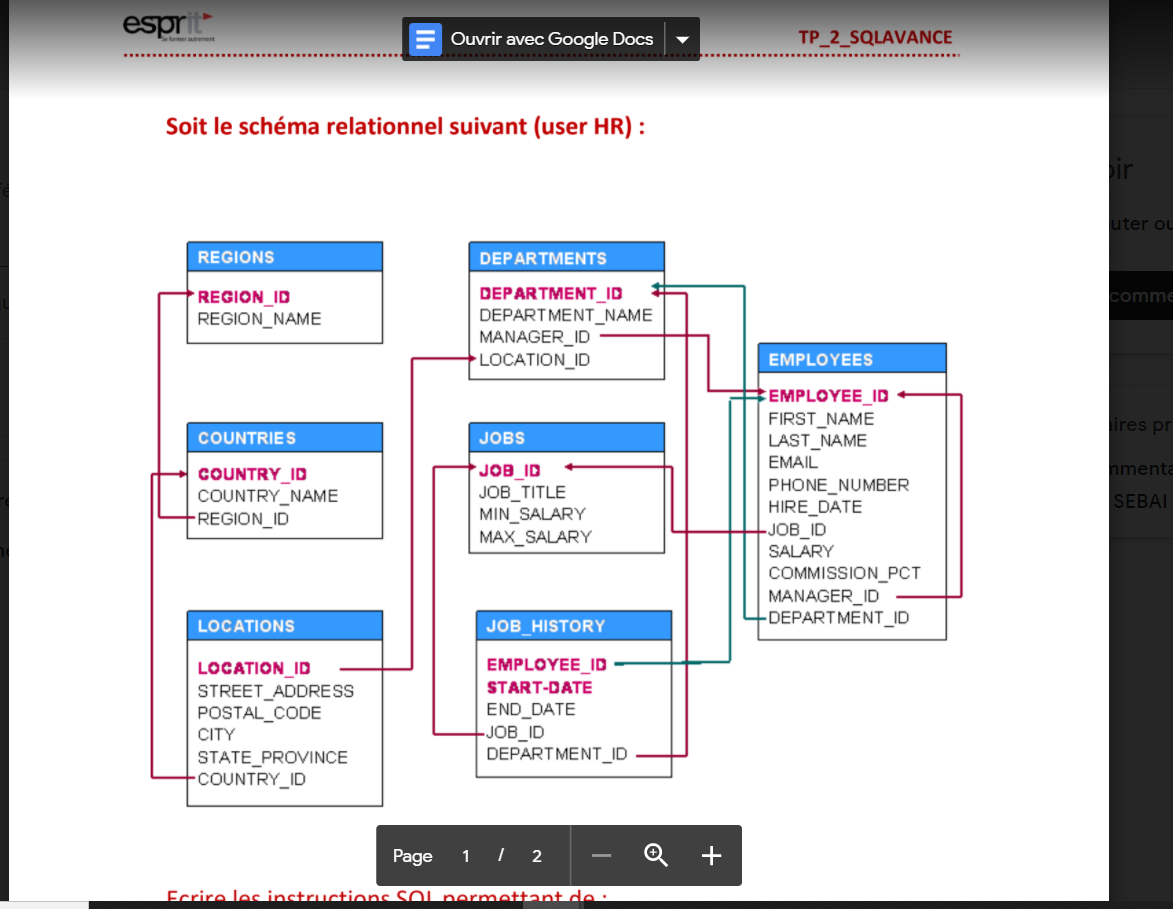 esprit
Se former autrement
Ouvrir avec Google Docs
TP_2_SQLAVANCE
Soit le schéma relationnel suivant (user HR) :
REGIONS
REGION_ID
REGION_NAME
DEPARTMENTS
DEPARTMENT_ID
DEPARTMENT_NAME
MANAGER_ID
LOCATION_ID
EMPLOYEES
EMPLOYEE_ID
FIRST_NAME
LAST_NAME
EMAIL
PHONE_NUMBER
HIRE_DATE
JOB_ID
SALARY
COMMISSION_PCT
MANAGER_ID
DEPARTMENT_ID
COUNTRIES
COUNTRY_ID
COUNTRY_NAME
REGION_ID
JOBS
JOB_ID
JOB_TITLE
MIN_SALARY
MAX_SALARY
LOCATIONS
LOCATION_ID
STREET_ADDRESS
POSTAL_CODE
CITY
STATE_PROVINCE
COUNTRY_ID
JOB_HISTORY
EMPLOYEE_ID
START-DATE
END_DATE
JOB_ID
DEPARTMENT_ID
Page 1 / 2
Ecrire les instructions SQL permettant de :
oir
uter ou
comme
aires pr
mmenta
SEBAI